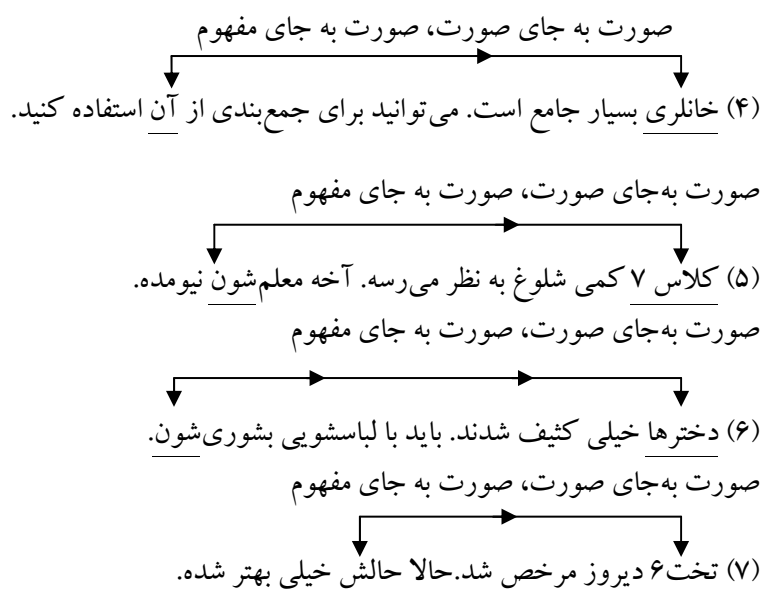 صورت به جای صورت، صورت به جای مفهوم
(۴) خانلری بسیار جامع است. می‌توانید برای جمع‌بندی از آن استفاده کنید.
صورت به‌جای صورت، صورت به جای مفهوم
(۵) کلاس ۷ کمی شلوغ به نظر می‌رسه. آخه معلم‌شون نیومده.
صورت به‌جای صورت، صورت به جای مفهوم
(۶) دخترها خیلی کثیف شدند. باید با لباسشویی بشوری‌شون.
صورت به‌جای صورت، صورت به جای مفهوم
(۷) تخت۶ دیروز مرخص شد.حالا حالش خیلی بهتر شده.